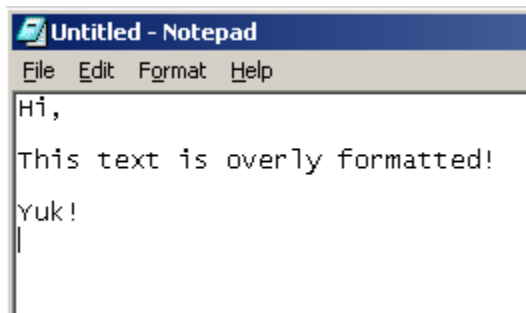 Untitled - Notepad
File Edit Format Help
Hi,
This text is overly formatted!
Yuk!